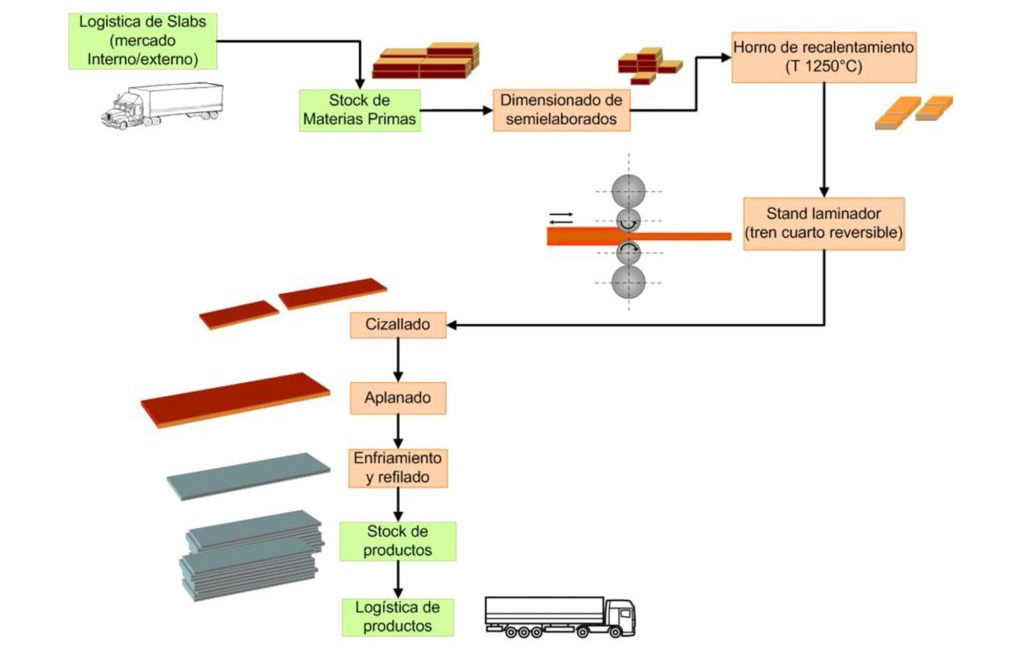 Logistica de Slabs
(mercado
Interno/externo)
Stock de
Materias Primas
Dimensionado de
semielaborados
Horno de recalentamiento
(T 1250°C)
Stand laminador
(tren cuarto reversible)
Cizallado
Aplanado
Enfriamiento
y refilado
Stock de
productos
Logística de
productos